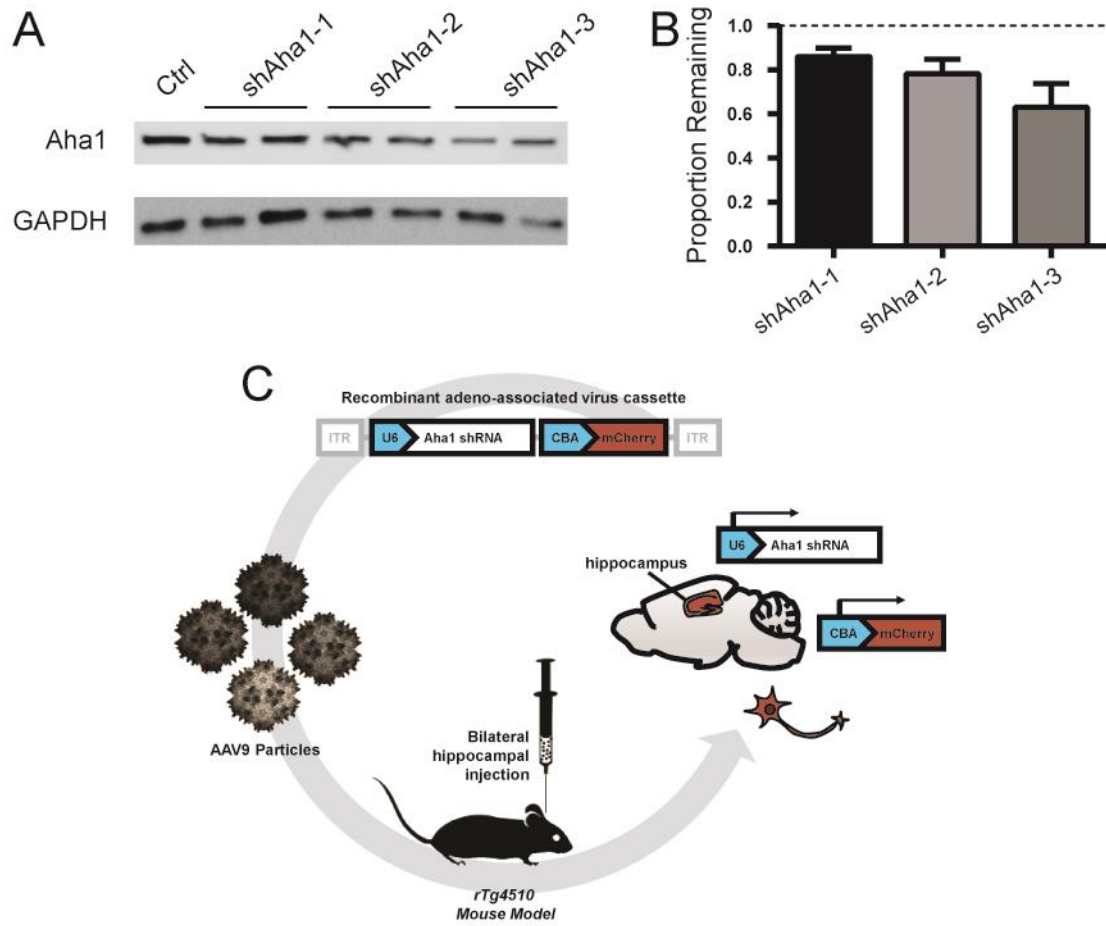 A
Ctrl
shAha1-1
shAha1-2
shAha1-3
Aha1
GAPDH
B
Proportion Remaining
1.0
0.8
0.6
0.4
0.2
0.0
shAha1-1
shAha1-2
shAha1-3
C
Recombinant adeno-associated virus cassette
ITR
U6
Aha1 shRNA
CBA
mCherry
ITR
U6
Aha1 shRNA
hippocampus
CBA
mCherry
AAV9 Particles
Bilateral
hippocampal
injection
rTg4510
Mouse Model